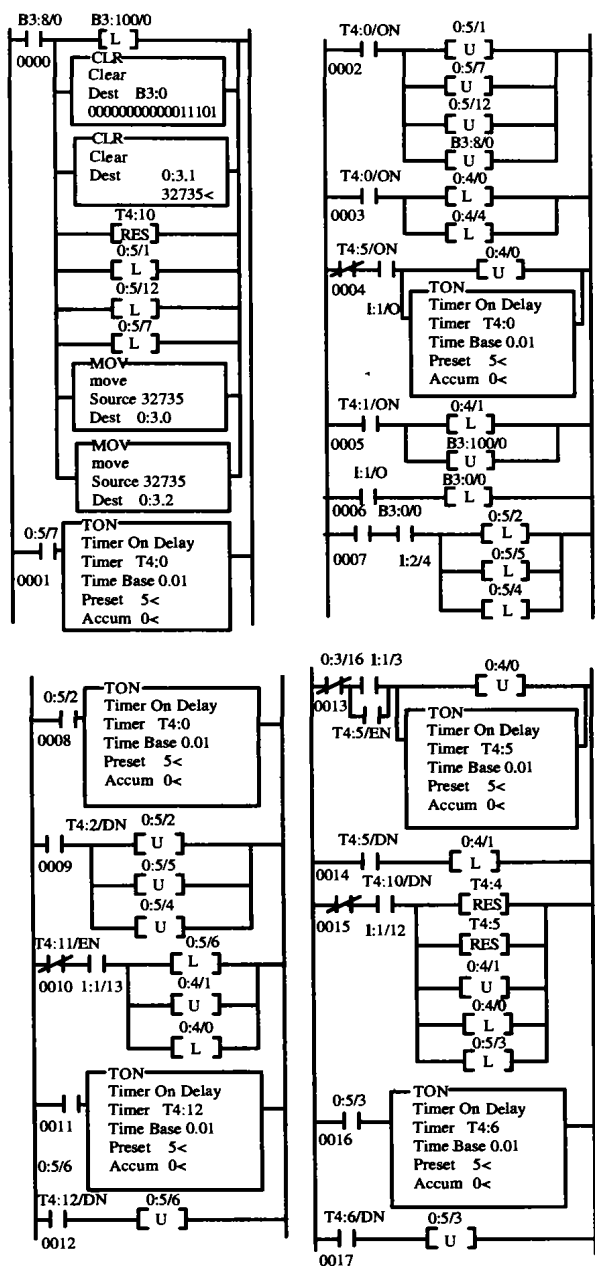 B3:8/0 B3:100/0
L
0000
CLR
Clear
Dest B3:0
0000000000011101
CLR
Clear
Dest 0:3.1
32735<
T4:10
RES
0:5/1
L
0:5/12
L
0:5/7
L
MOV
move
Source 32735
Dest 0:3.0
MOV
move
Source 32735
Dest 0:3.2
0:5/7
0001
TON
Timer On Delay
Timer T4:0
Time Base 0.01
Preset 5<
Accum 0<
T4:0/ON 0:5/1
0002 U
0:5/7
U
0:5/12
U
B3:8/0
U
T4:0/ON 0:4/0
0003 L
0:4/4
L
T4:5/ON 0:4/0
0004 U
I:1/O
TON
Timer On Delay
Timer T4:0
Time Base 0.01
Preset 5<
Accum 0<
T4:1/ON 0:4/1
0005 L
B3:100/0
U
I:1/O B3:0/0
0006 L
B3:0/0
0007 I:2/4
0:5/2
L
0:5/5
L
0:5/4
L
0:5/2
0008
TON
Timer On Delay
Timer T4:0
Time Base 0.01
Preset 5<
Accum 0<
T4:2/DN 0:5/2
0009 U
0:5/5
U
0:5/4
U
T4:11/EN 0:5/6
L
0010 1:1/13
0:4/1
U
0:4/0
L
0011
0:5/6
TON
Timer On Delay
Timer T4:12
Time Base 0.01
Preset 5<
Accum 0<
T4:12/DN 0:5/6
0012 U
0:3/16 1:1/3 0:4/0
0013 U
T4:5/EN
TON
Timer On Delay
Timer T4:5
Time Base 0.01
Preset 5<
Accum 0<
T4:5/DN 0:4/1
0014 L
T4:10/DN T4:4
RES
0015 1:1/12
T4:5
RES
0:4/1
U
0:4/0
L
0:5/3
L
0:5/3
0016
TON
Timer On Delay
Timer T4:6
Time Base 0.01
Preset 5<
Accum 0<
T4:6/DN 0:5/3
0017 U